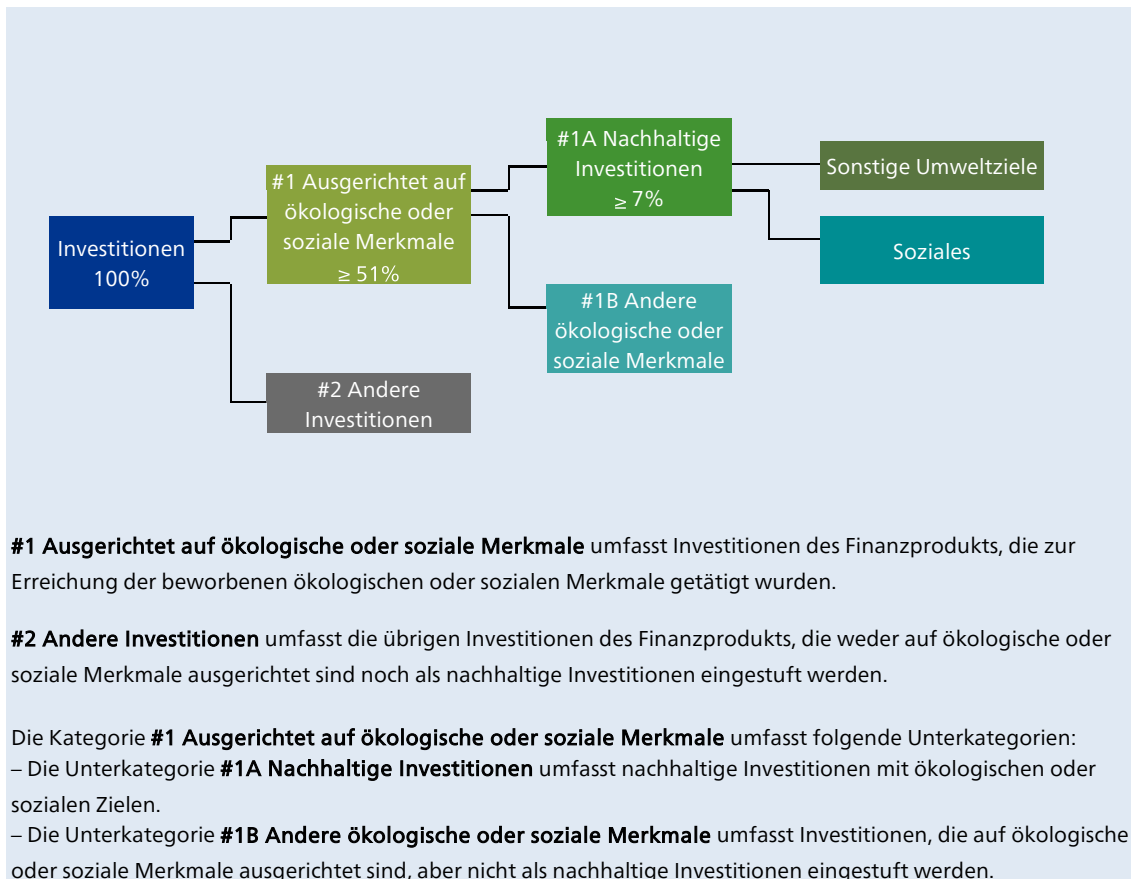 #1A Nachhaltige
Investitionen
≥ 7%
Sonstige Umweltziele
#1 Ausgerichtet auf
ökologische oder
soziale Merkmale
≥ 51%
Investitionen
100%
Soziales
#1B Andere
ökologische oder
soziale Merkmale
#2 Andere
Investitionen
#1 Ausgerichtet auf ökologische oder soziale Merkmale umfasst Investitionen des Finanzprodukts, die zur
Erreichung der beworbenen ökologischen oder sozialen Merkmale getätigt wurden.
#2 Andere Investitionen umfasst die übrigen Investitionen des Finanzprodukts, die weder auf ökologische oder
soziale Merkmale ausgerichtet sind noch als nachhaltige Investitionen eingestuft werden.
Die Kategorie #1 Ausgerichtet auf ökologische oder soziale Merkmale umfasst folgende Unterkategorien:
– Die Unterkategorie #1A Nachhaltige Investitionen umfasst nachhaltige Investitionen mit ökologischen oder
sozialen Zielen.
– Die Unterkategorie #1B Andere ökologische oder soziale Merkmale umfasst Investitionen, die auf ökologische
oder soziale Merkmale ausgerichtet sind, aber nicht als nachhaltige Investitionen eingestuft werden.